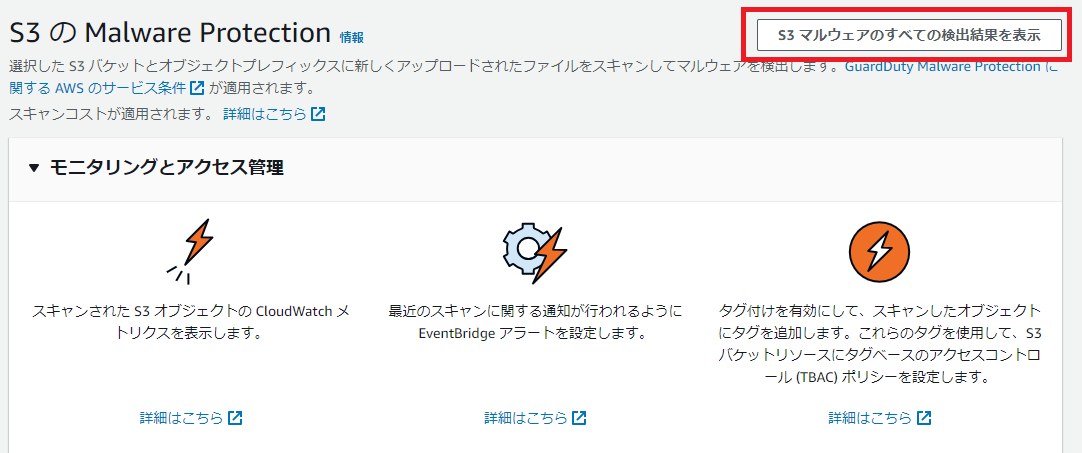 S3 の Malware Protection 情報
S3 マルウェアのすべての検出結果を表示
選択した S3 バケットとオブジェクトプレフィックスに新しくアップロードされたファイルをスキャンしてマルウェアを検出します。GuardDuty Malware Protection に
関する AWS のサービス条件 が適用されます。
スキャンコストが適用されます。 詳細はこちら
▼ モニタリングとアクセス管理
スキャンされた S3 オブジェクトの CloudWatch メ
トリクスを表示します。
詳細はこちら
最近のスキャンに関する通知が行われるように
EventBridge アラートを設定します。
詳細はこちら
タグ付けを有効にして、スキャンしたオブジェクト
にタグを追加します。これらのタグを使用して、S3
バケットリソースにタグベースのアクセスコントロ
ール (TBAC) ポリシーを設定します。
詳細はこちら